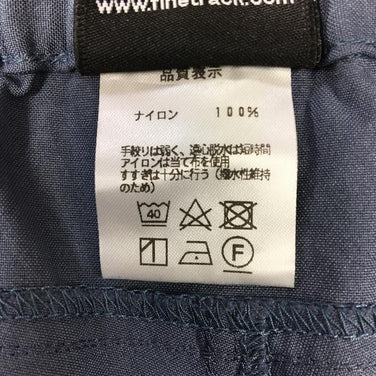 www.finetrack.com
品質表示
ナイロン 100%
手絞りは弱く、遠心脱水は短時間
アイロンは当て布を使用
すすぎは十分に行う（撥水性維持
のため）
40
F